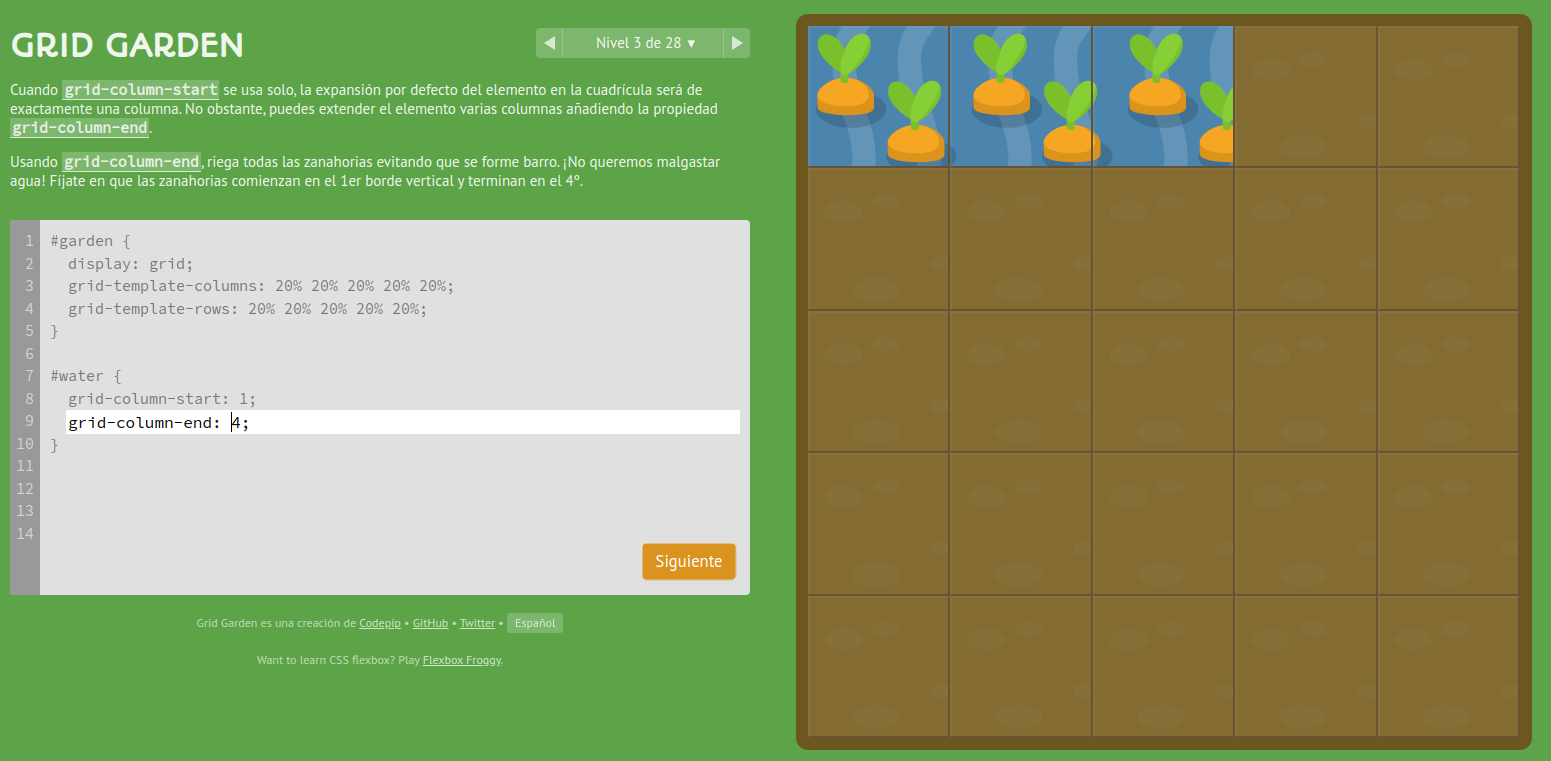 GRID GARDEN
◀ Nivel 3 de 28 ▾ ▶
Cuando grid-column-start se usa solo, la expansión por defecto del elemento en la cuadrícula será de
exactamente una columna. No obstante, puedes extender el elemento varias columnas añadiendo la propiedad
grid-column-end.
Usando grid-column-end, riega todas las zanahorias evitando que se forme barro. ¡No queremos malgastar
agua! Fíjate en que las zanahorias comienzan en el 1er borde vertical y terminan en el 4º.
1 #garden {
2   display: grid;
3   grid-template-columns: 20% 20% 20% 20% 20%;
4   grid-template-rows: 20% 20% 20% 20% 20%;
5 }
6
7 #water {
8   grid-column-start: 1;
9   grid-column-end: 4;
10 }
11
12
13
14
Siguiente
Grid Garden es una creación de Codepip • GitHub • Twitter • Español
Want to learn CSS flexbox? Play Flexbox Froggy.